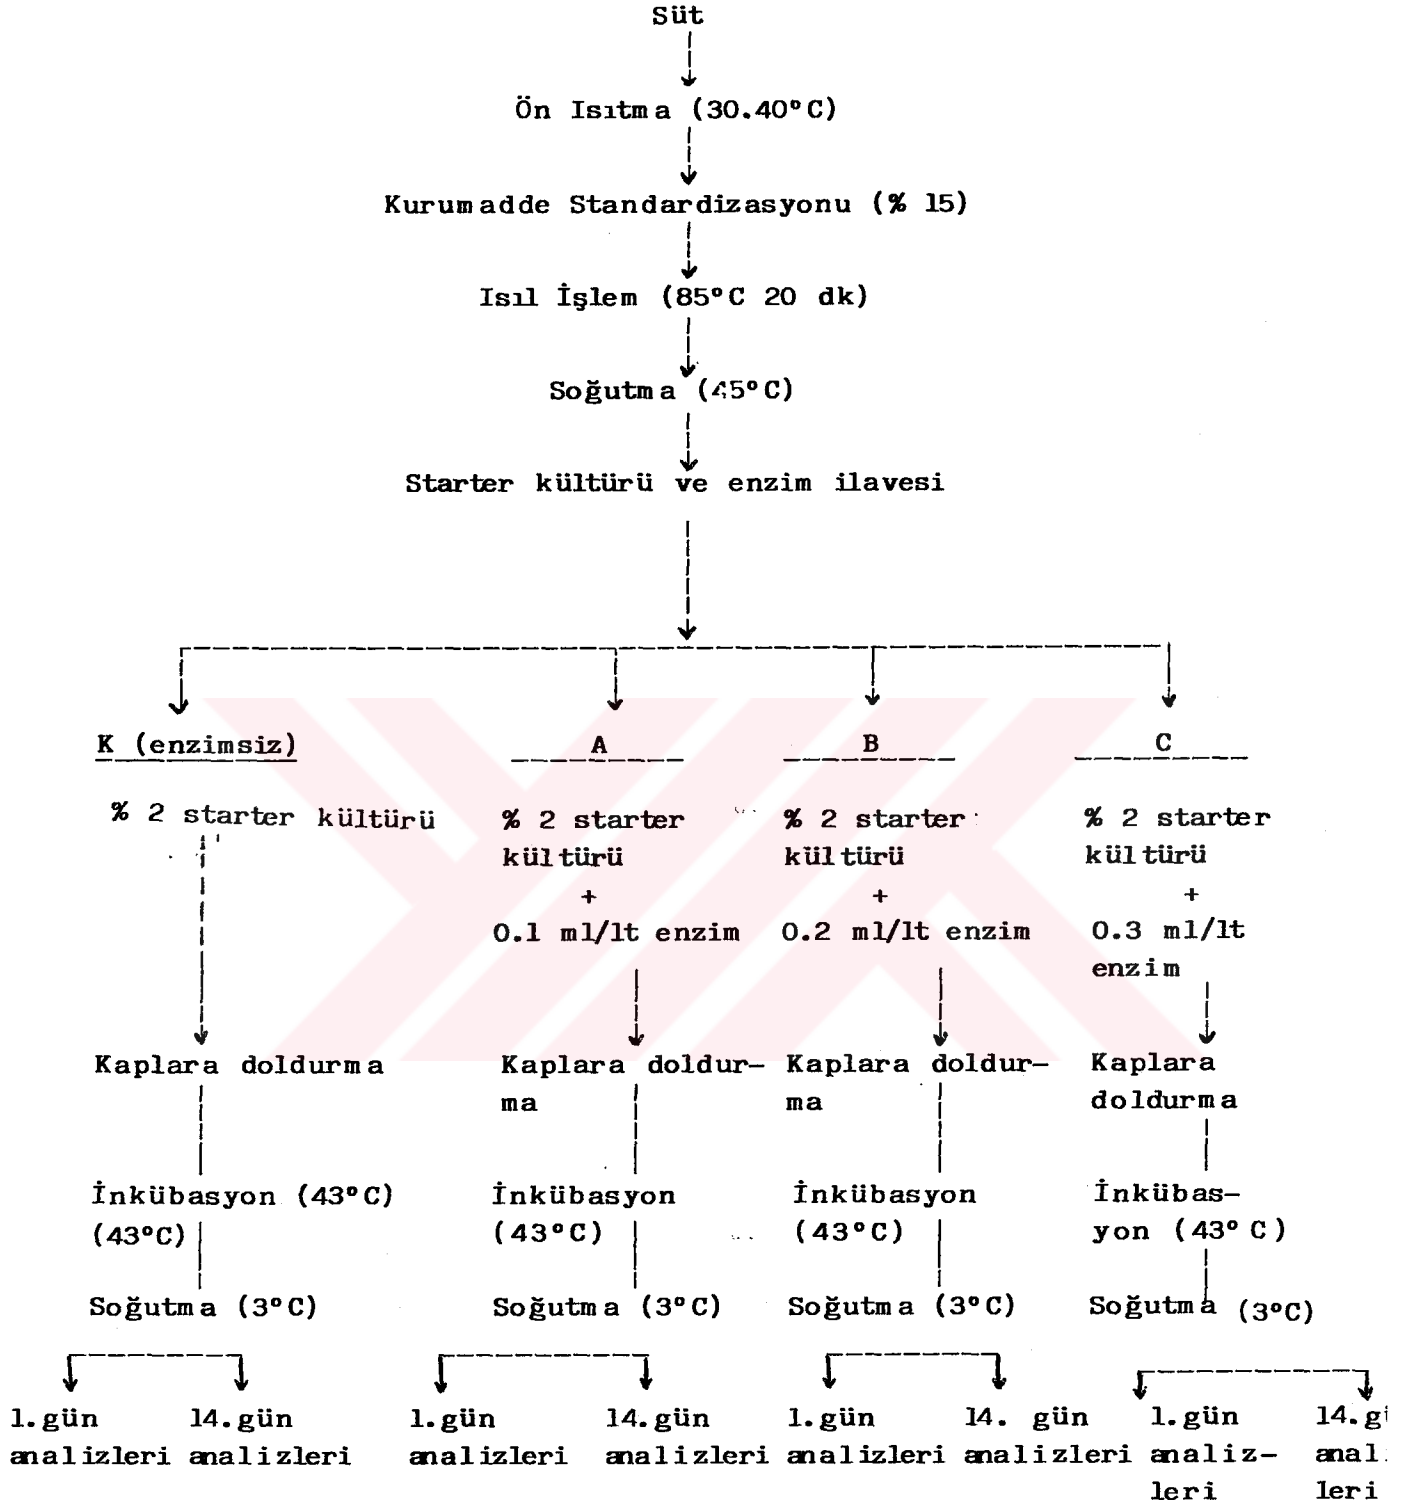 Süt
Ön Isıtma (30.40°C)
Kurumadde Standardizasyonu (% 15)
Isıl İşlem (85°C 20 dk)
Soğutma (45°C)
Starter kültürü ve enzim ilavesi
K (enzimsiz)
% 2 starter kültürü
Kaplara doldurma
İnkübasyon (43°C)
(43°C)
Soğutma (3°C)
1.gün
analizleri
14.gün
analizleri
A
% 2 starter
kültürü
+
0.1 ml/lt enzim
Kaplara doldur-
ma
İnkübasyon
(43°C)
Soğutma (3°C)
1.gün
analizleri
14.gün
analizleri
B
% 2 starter
kültürü
+
0.2 ml/lt enzim
Kaplara doldur-
ma
İnkübasyon
(43°C)
Soğutma (3°C)
1.gün
analizleri
14. gün
analizleri
C
% 2 starter
kültürü
+
0.3 ml/lt
enzim
Kaplara
doldurma
İnkübas-
yon (43°C)
Soğutma (3°C)
1.gün
analiz-
leri
14.g
anal
leri